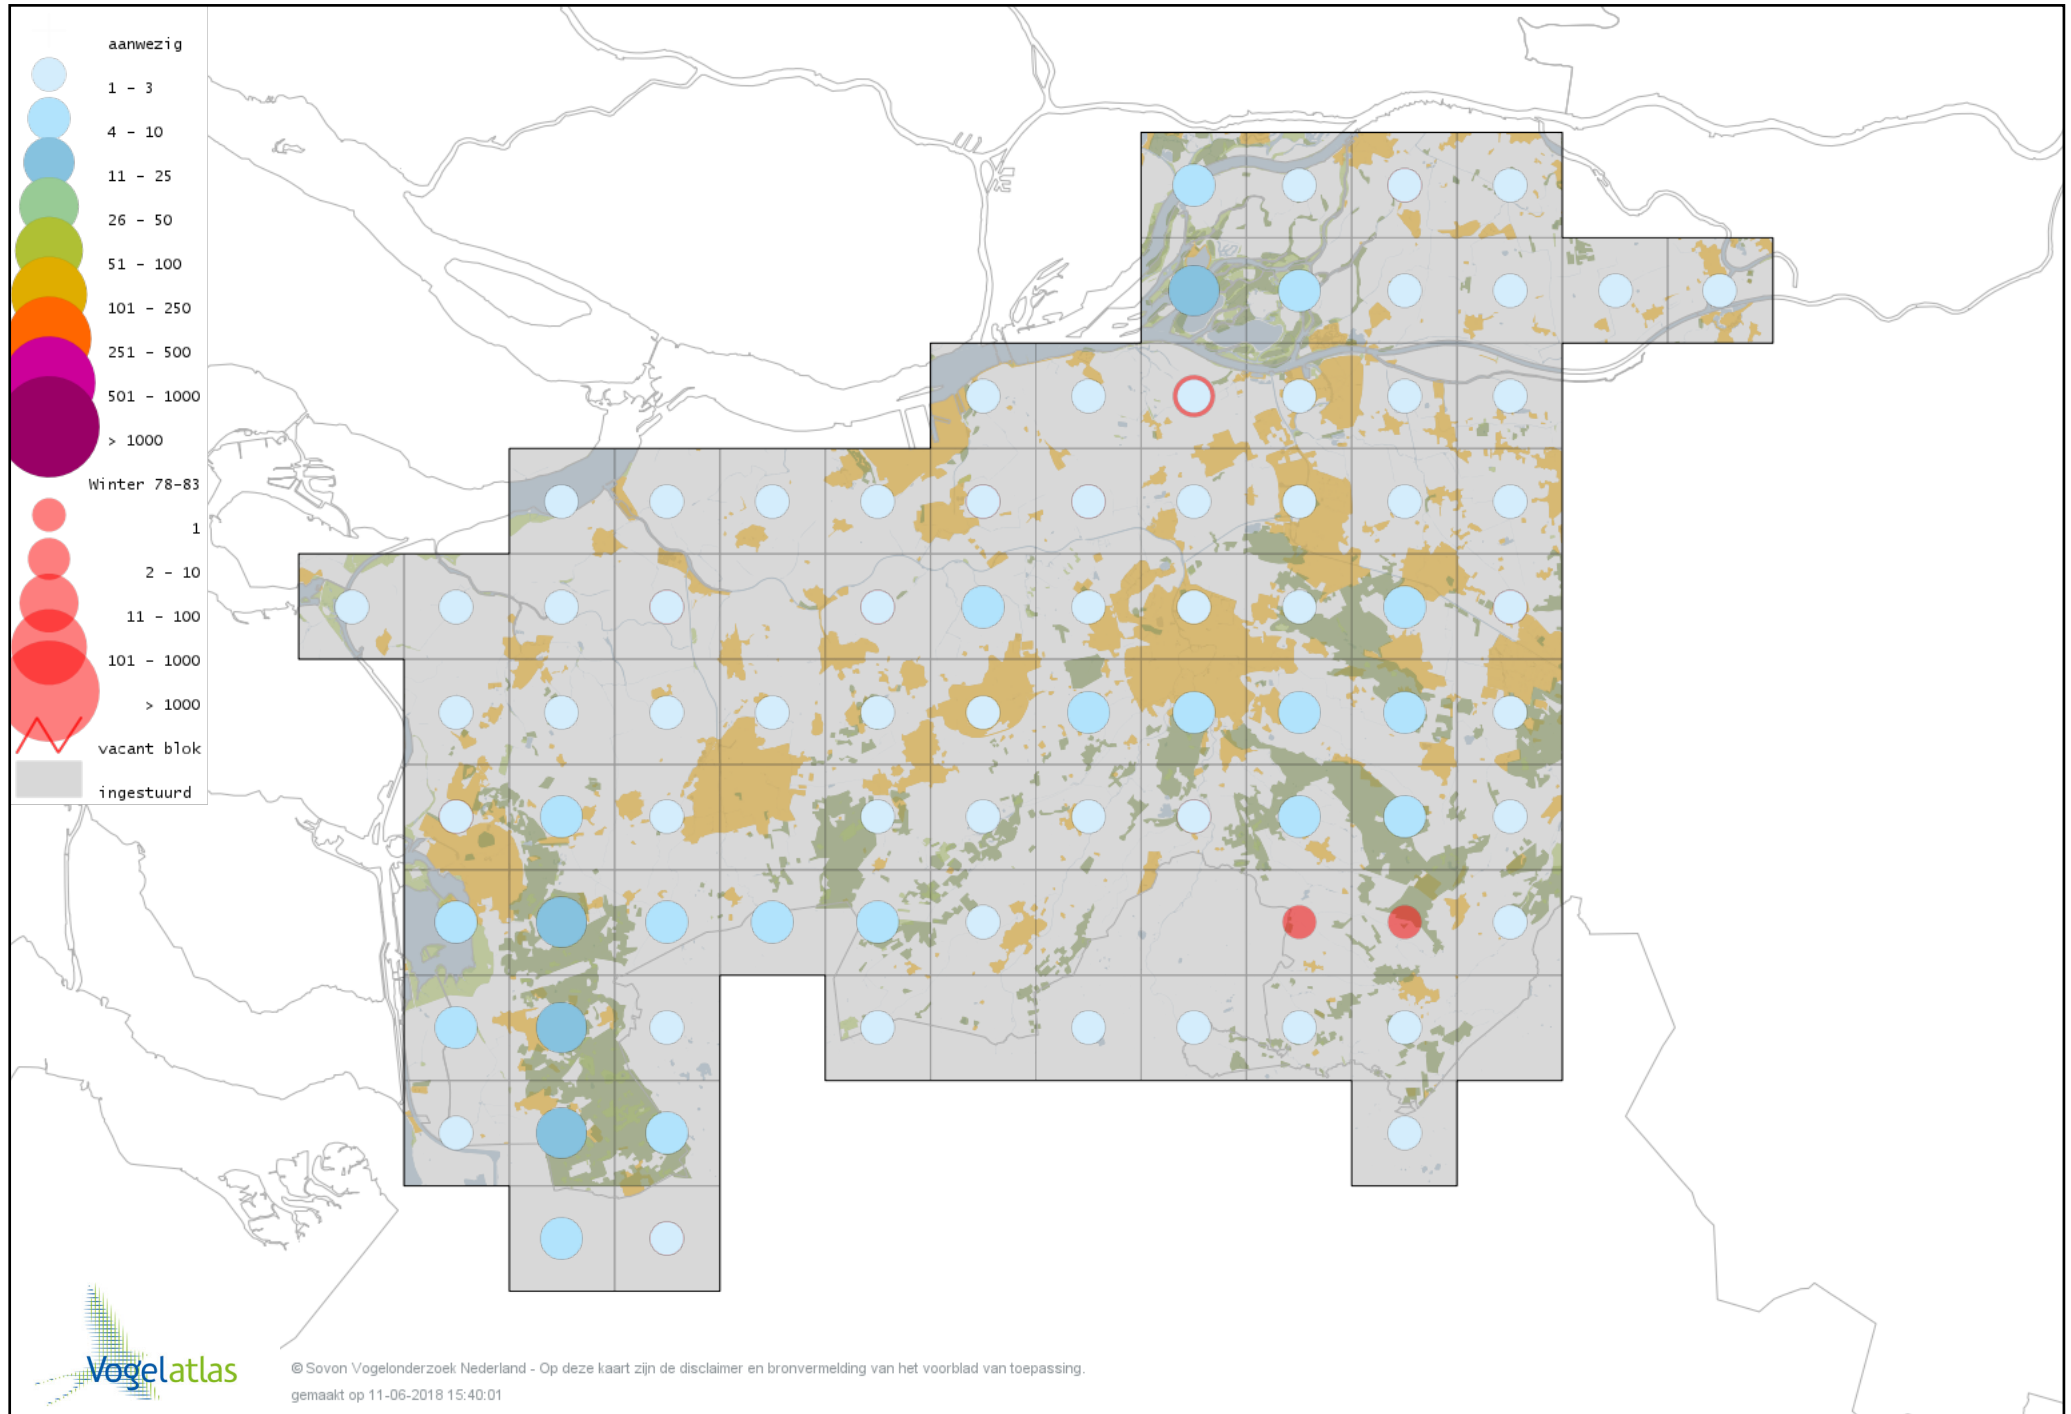 aanwezig
1 - 3
4 - 10
11 - 25
26 - 50
51 - 100
101 - 250
251 - 500
501 - 1000
> 1000
Winter 78-83
1
2 - 10
11 - 100
101 - 1000
> 1000
vacant blok
ingestuurd
Vogelatlas
© Sovon Vogelonderzoek Nederland - Op deze kaart zijn de disclaimer en bronvermelding van het voorblad van toepassing.
gemaakt op 11-06-2018 15:40:01